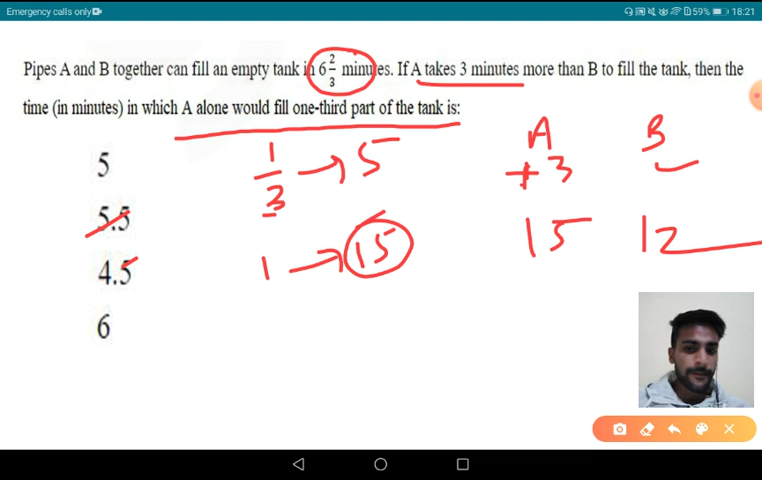 Emergency calls only
59% 18:21
Pipes A and B together can fill an empty tank in 6 2/3 minutes. If A takes 3 minutes more than B to fill the tank, then the
time (in minutes) in which A alone would fill one-third part of the tank is:
A B
1/3 → 5
+3
5
5.5
15 12
1 → 15
4.5
6